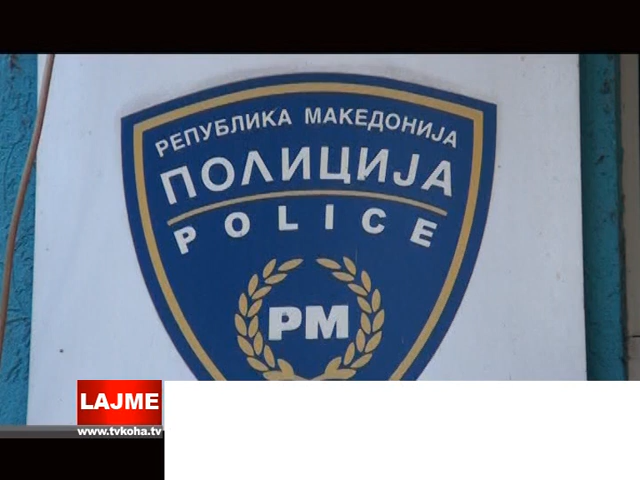 РЕПУБЛИКА МАКЕДОНИЈА
ПОЛИЦИЈА
POLICE
РМ
LAJME
www.tvkoha.tv